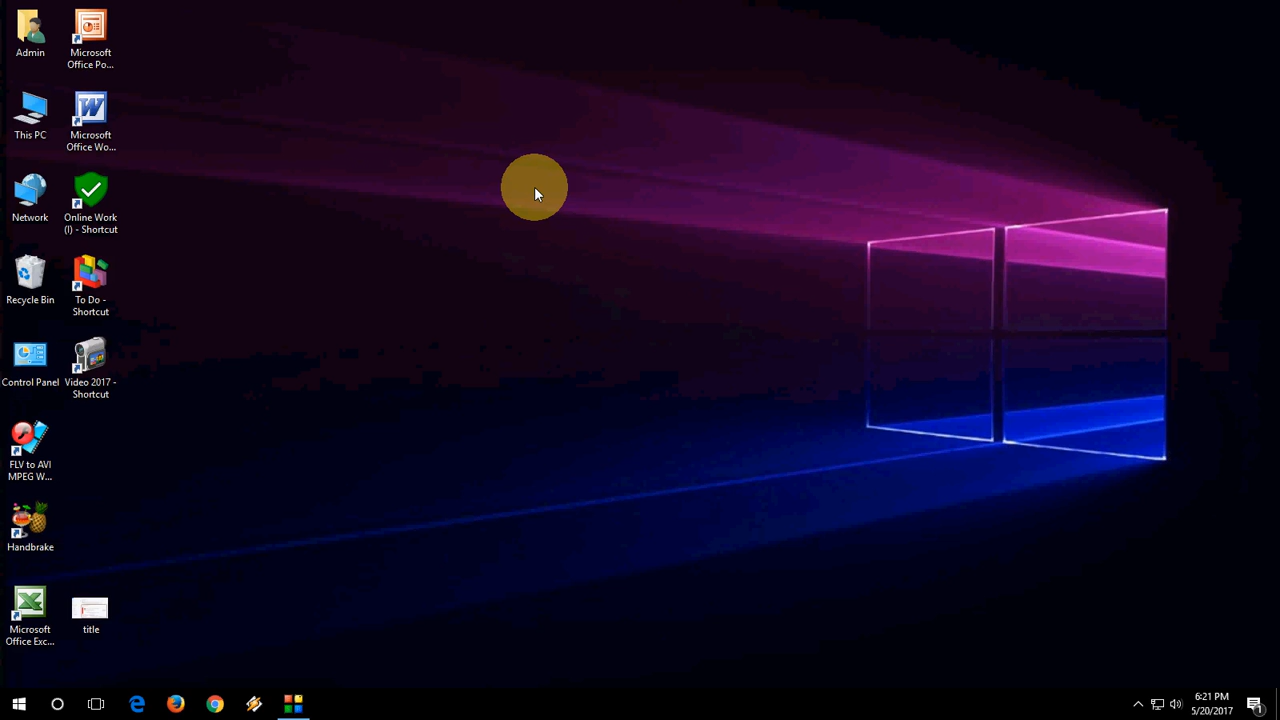 Admin
Microsoft
Office Po...
This PC
Microsoft
Office Wo...
Network
Online Work
(I) - Shortcut
Recycle Bin
To Do -
Shortcut
Control Panel
Video 2017 -
Shortcut
FLV to AVI
MPEG W...
Handbrake
Microsoft
Office Exc...
title
6:21 PM
5/20/2017
1